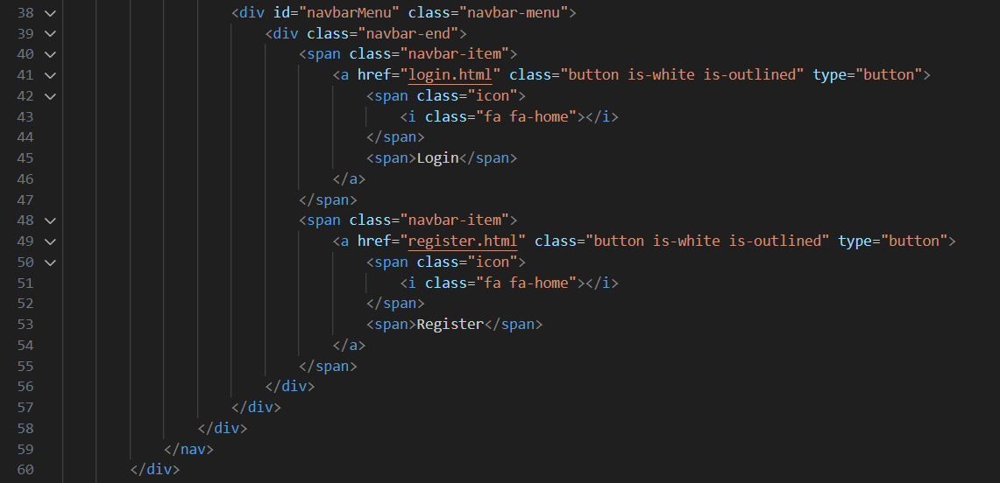 38 <div id="navbarMenu" class="navbar-menu">
39 <div class="navbar-end">
40 <span class="navbar-item">
41 <a href="login.html" class="button is-white is-outlined" type="button">
42 <span class="icon">
43 <i class="fa fa-home"></i>
44 </span>
45 <span>Login</span>
46 </a>
47 </span>
48 <span class="navbar-item">
49 <a href="register.html" class="button is-white is-outlined" type="button">
50 <span class="icon">
51 <i class="fa fa-home"></i>
52 </span>
53 <span>Register</span>
54 </a>
55 </span>
56 </div>
57 </div>
58 </div>
59 </nav>
60 </div>